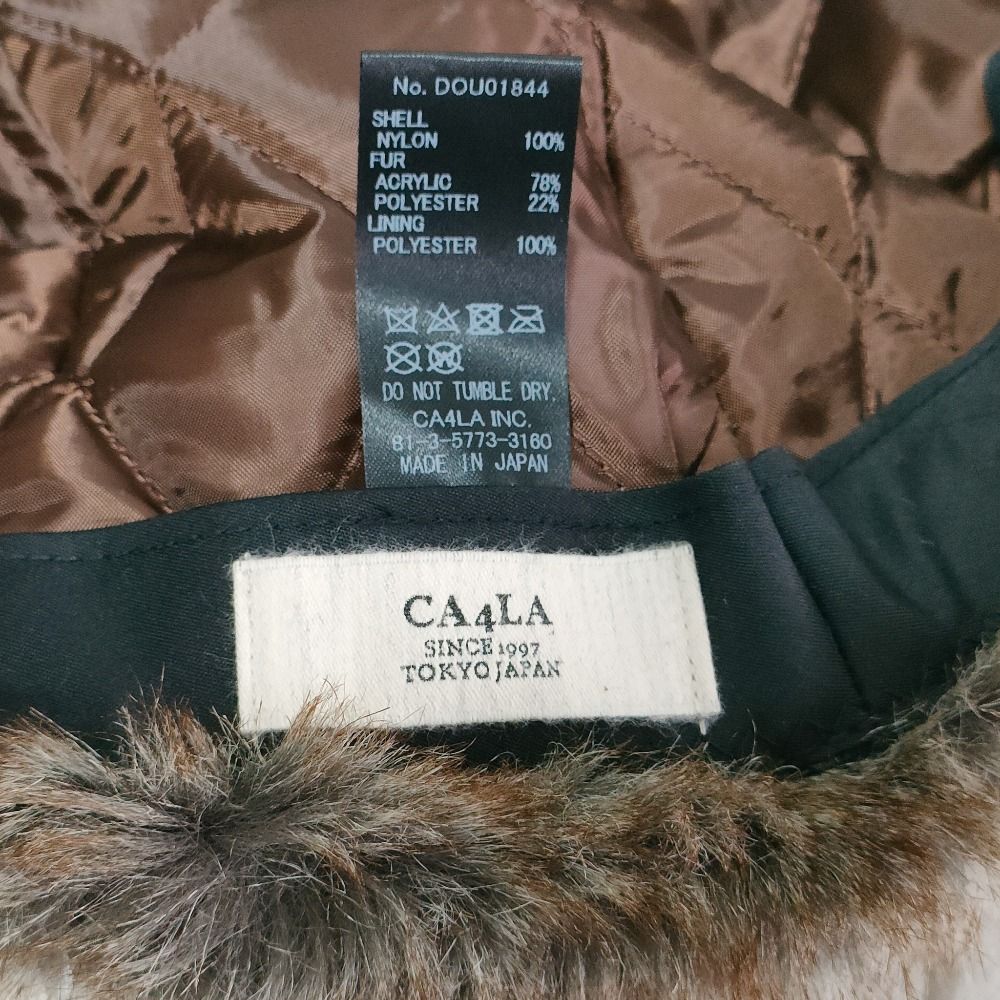 No. DOU01844
SHELL
NYLON 100%
FUR
ACRYLIC 78%
POLYESTER 22%
LINING
POLYESTER 100%
W
DO NOT TUMBLE DRY.
CA4LA INC.
81-3-5773-3160
MADE IN JAPAN
CA4LA
SINCE 1997
TOKYO JAPAN